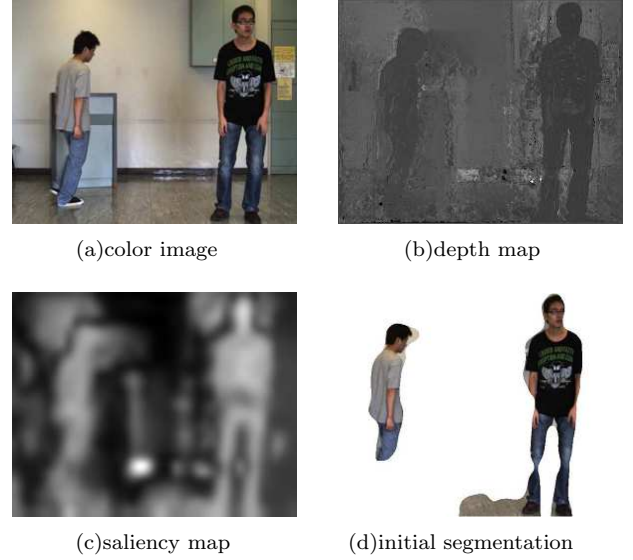 (a)color image
(b)depth map
(c)saliency map
(d)initial segmentation